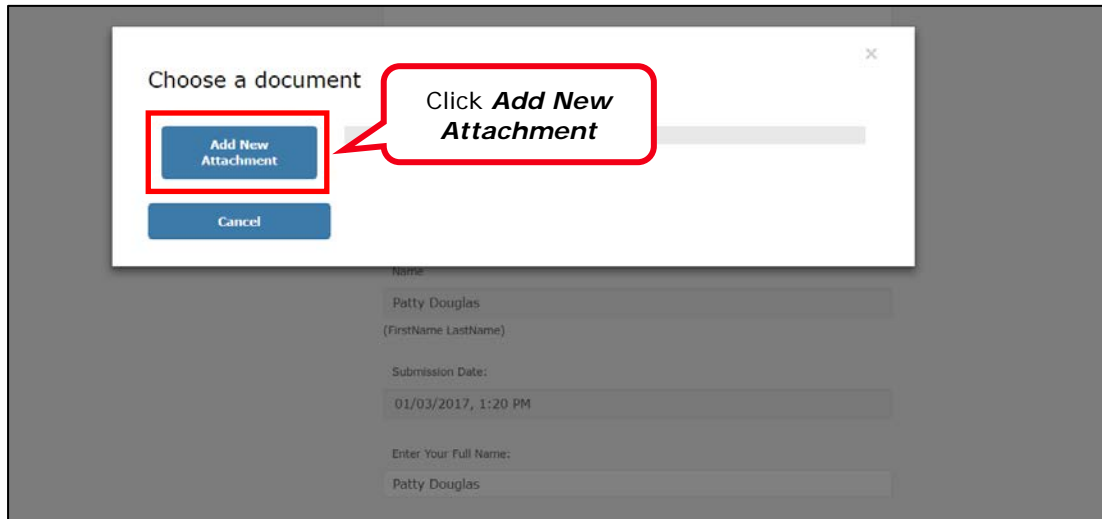 Choose a document
×
Click Add New
Attachment
Add New
Attachment
Cancel
Name
Patty Douglas
(FirstName LastName)
Submission Date:
01/03/2017, 1:20 PM
Enter Your Full Name:
Patty Douglas